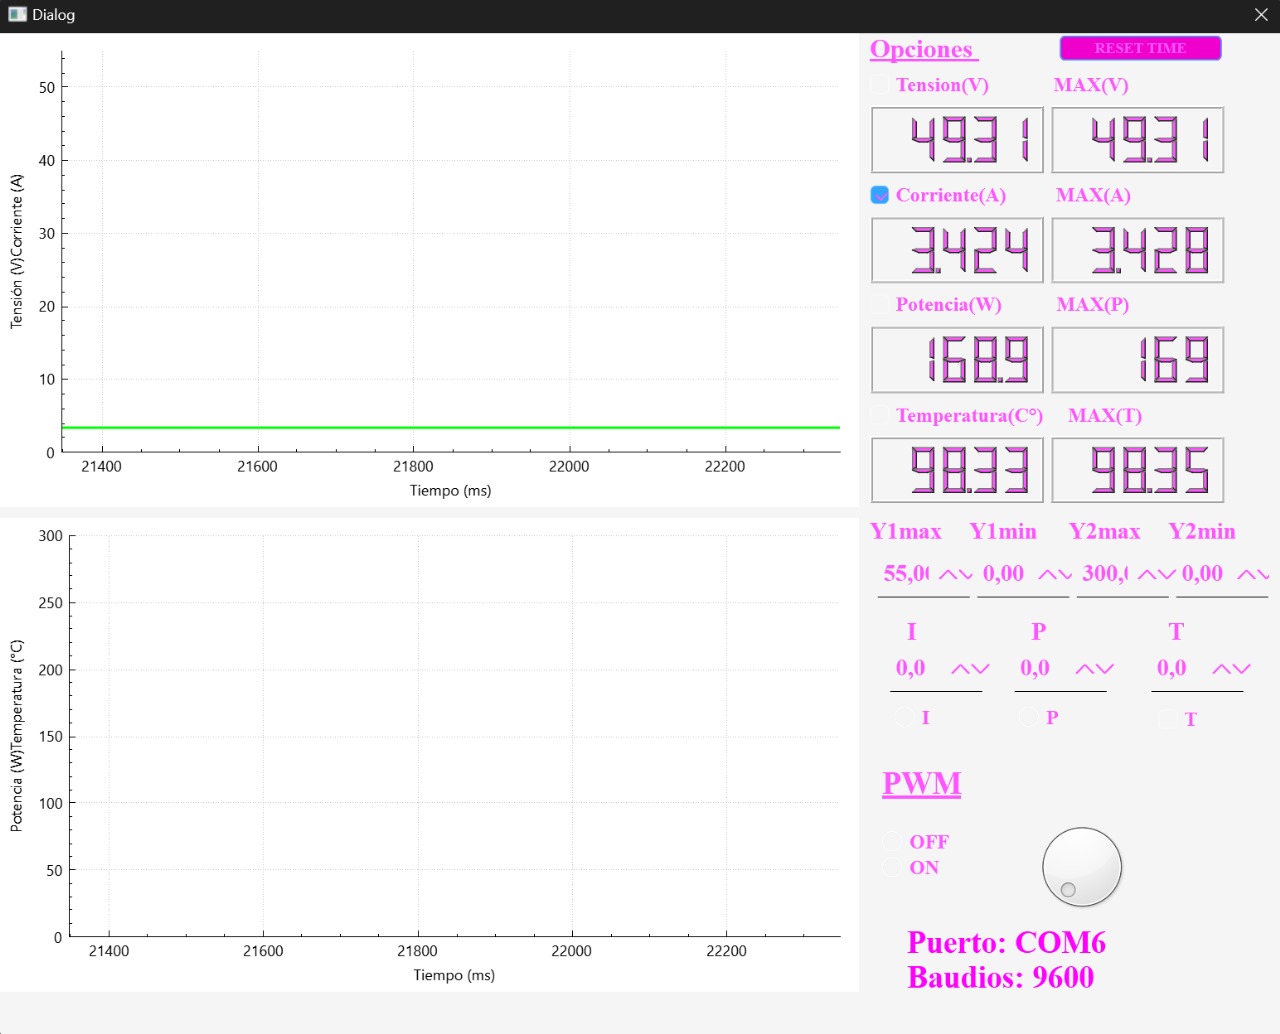 Dialog
50
40
30
20
10
0
Tensión (V)Corriente (A)
21400 21600 21800 22000 22200
Tiempo (ms)
300
250
200
150
100
50
0
Potencia (W)Temperatura (°C)
21400 21600 21800 22000 22200
Tiempo (ms)
Opciones RESET TIME
Tension(V) MAX(V)
49.31 49.31
Corriente(A) MAX(A)
3.424 3.428
Potencia(W) MAX(P)
168.9 169
Temperatura(C°) MAX(T)
98.33 98.35
Y1max Y1min Y2max Y2min
55,00 0,00 300,0 0,00
I P T
0,0 0,0 0,0
I P T
PWM
OFF
ON
Puerto: COM6
Baudios: 9600